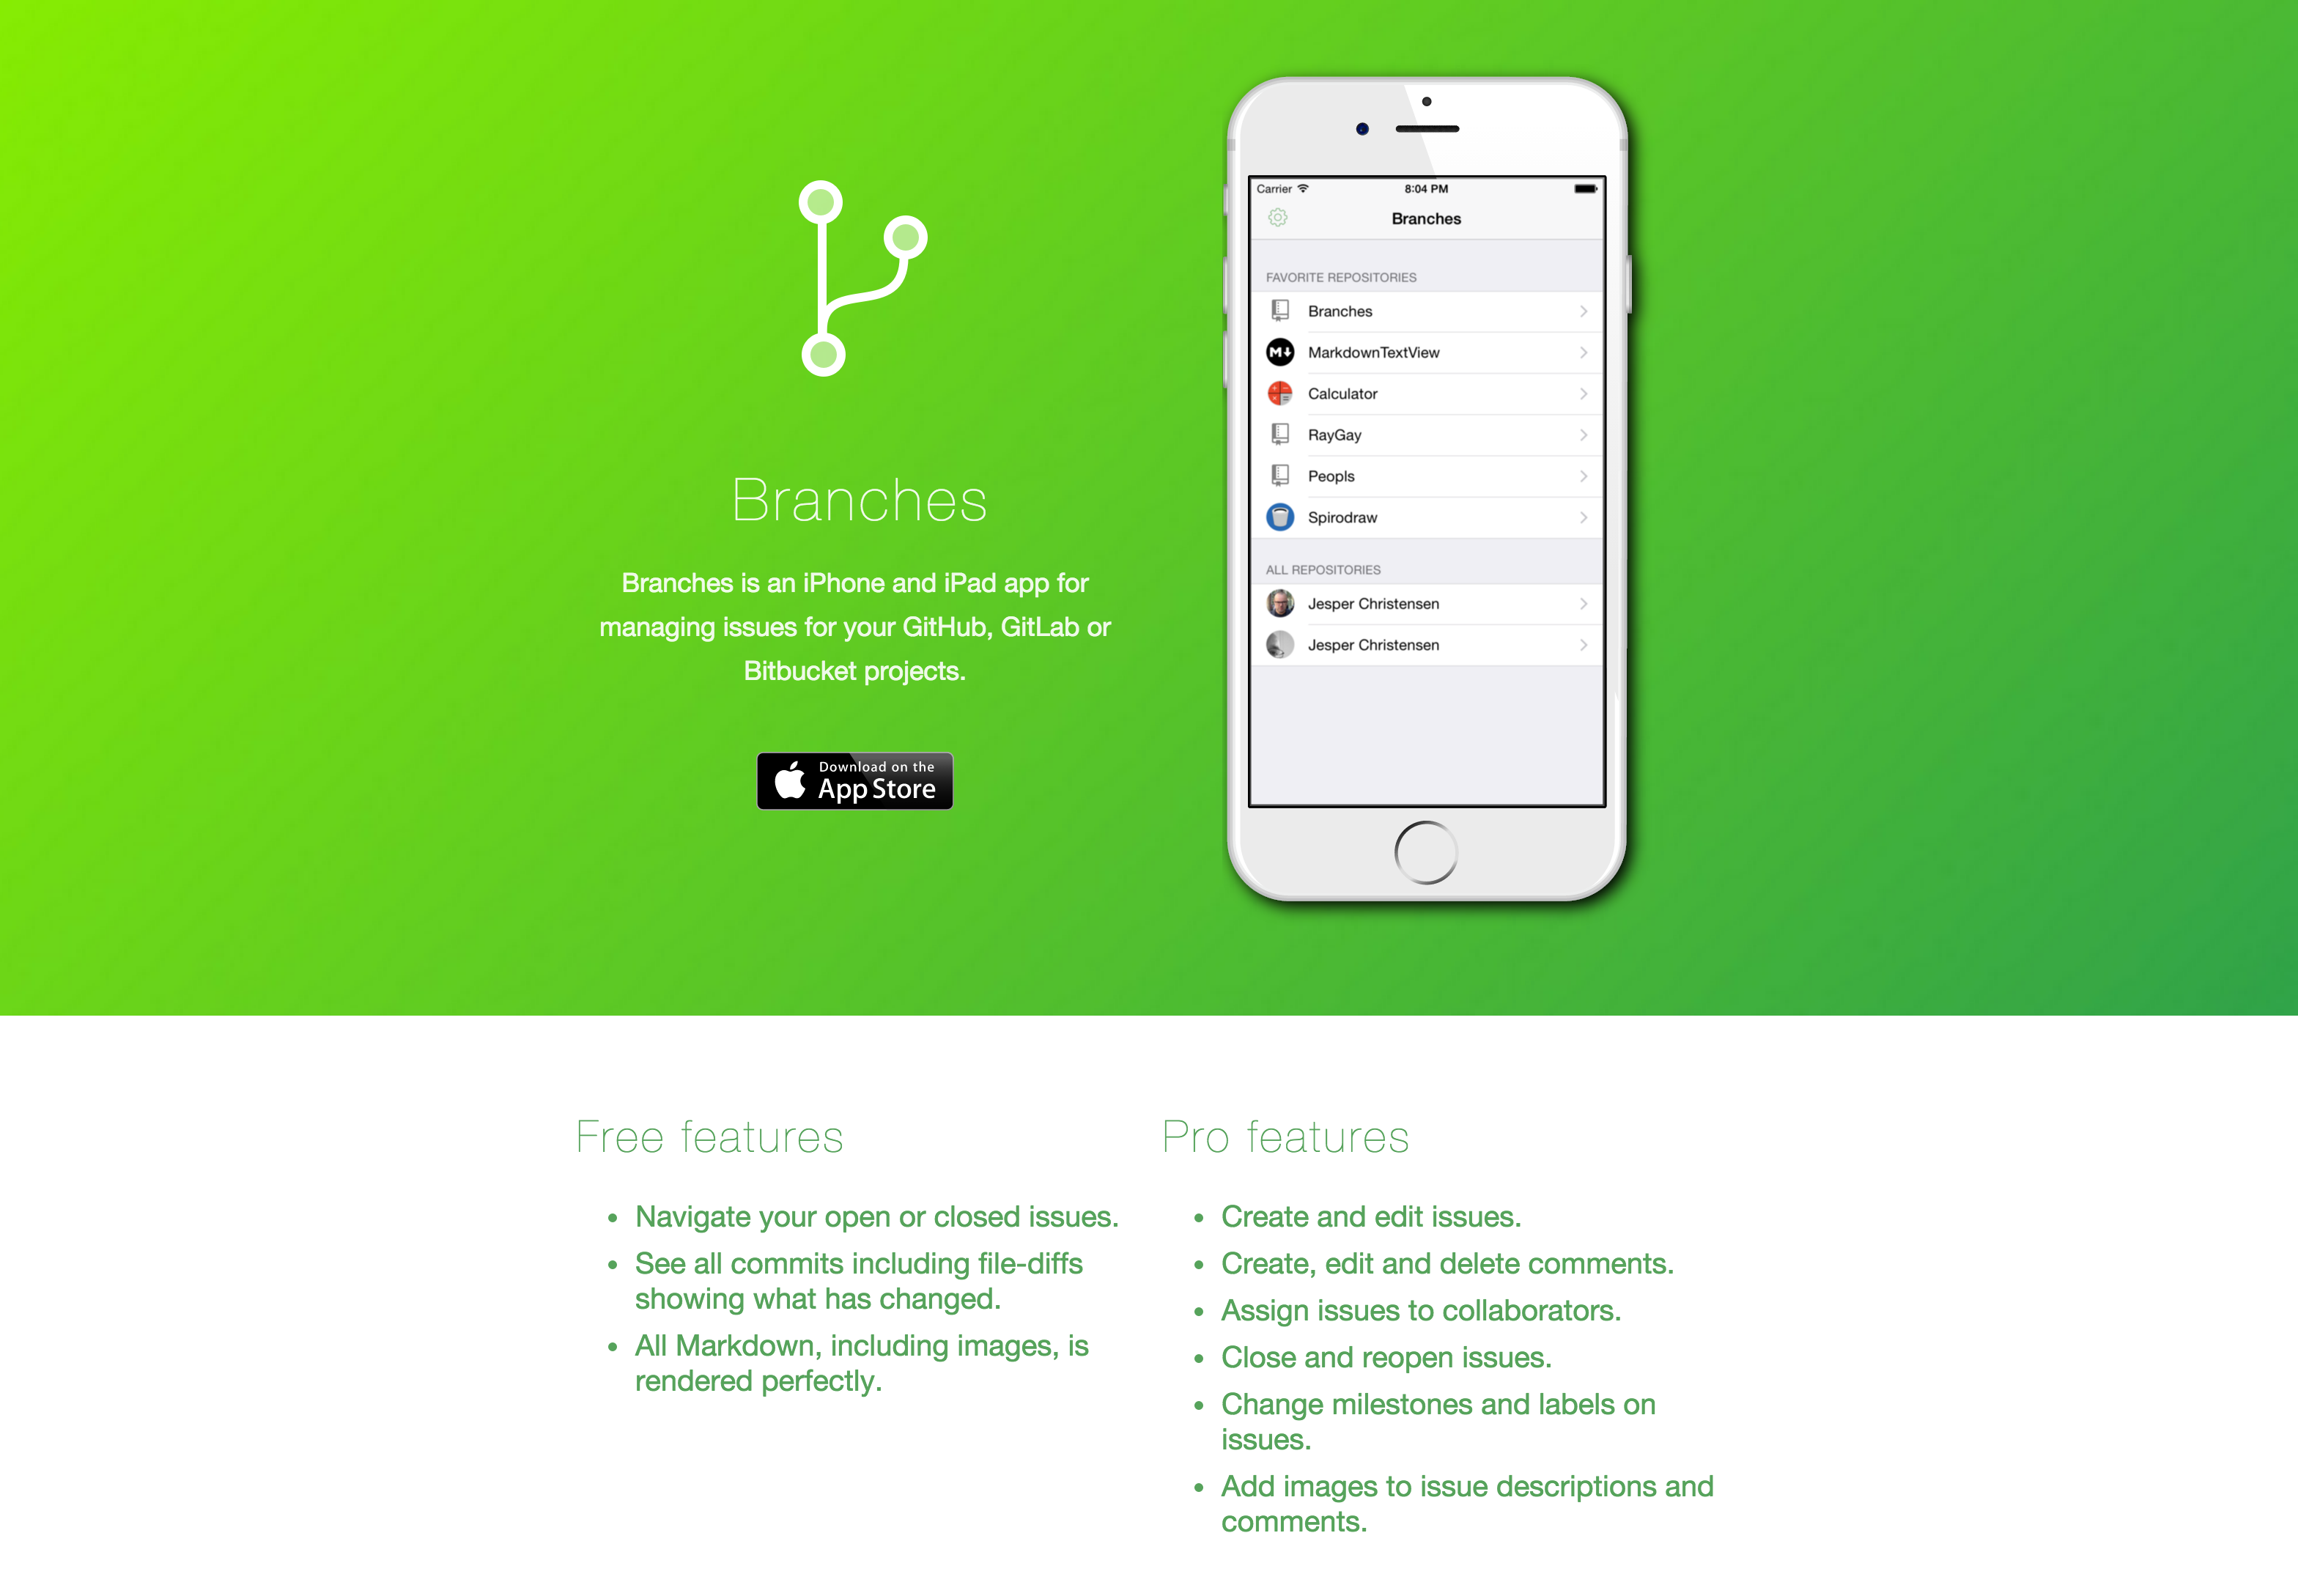 Branches
Branches is an iPhone and iPad app for
managing issues for your GitHub, GitLab or
Bitbucket projects.
Download on the
App Store
Carrier
8:04 PM
Branches
FAVORITE REPOSITORIES
Branches
M
MarkdownTextView
Calculator
RayGay
Peopls
Spirodraw
ALL REPOSITORIES
Jesper Christensen
Jesper Christensen
Free features
• Navigate your open or closed issues.
• See all commits including file-diffs
showing what has changed.
• All Markdown, including images, is
rendered perfectly.
Pro features
• Create and edit issues.
• Create, edit and delete comments.
• Assign issues to collaborators.
• Close and reopen issues.
• Change milestones and labels on
issues.
• Add images to issue descriptions and
comments.